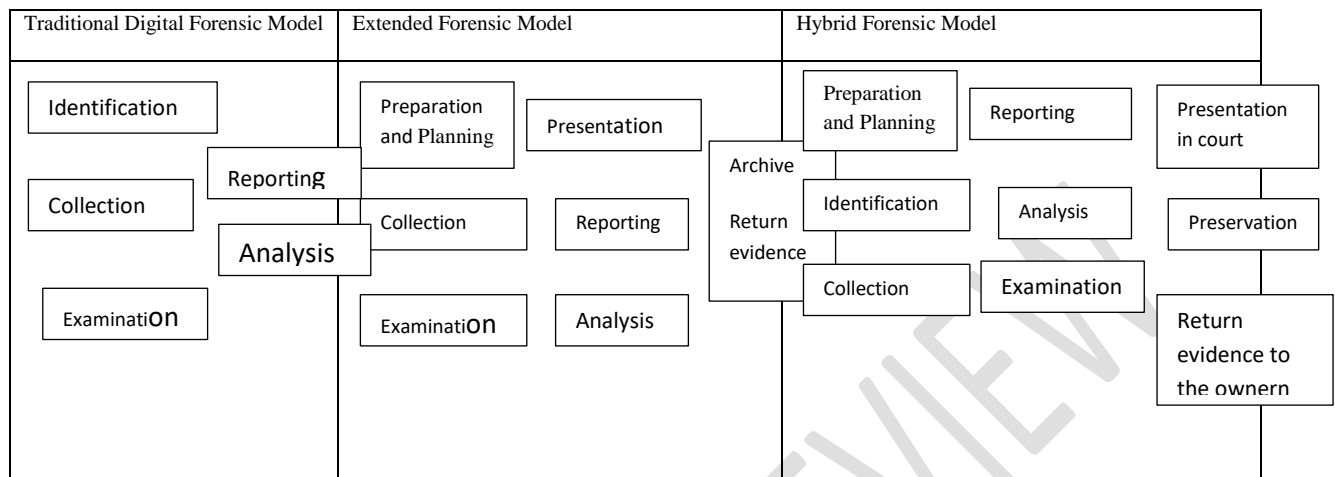 Traditional Digital Forensic Model
Identification
Reporting
Collection
Analysis
Examination
Extended Forensic Model
Preparation
and Planning
Presentation
Collection
Reporting
Examination
Analysis
Archive
Return
evidence
Hybrid Forensic Model
Preparation
and Planning
Reporting
Presentation
in court
Identification
Analysis
Preservation
Collection
Examination
Return
evidence to
the ownern
VIEW